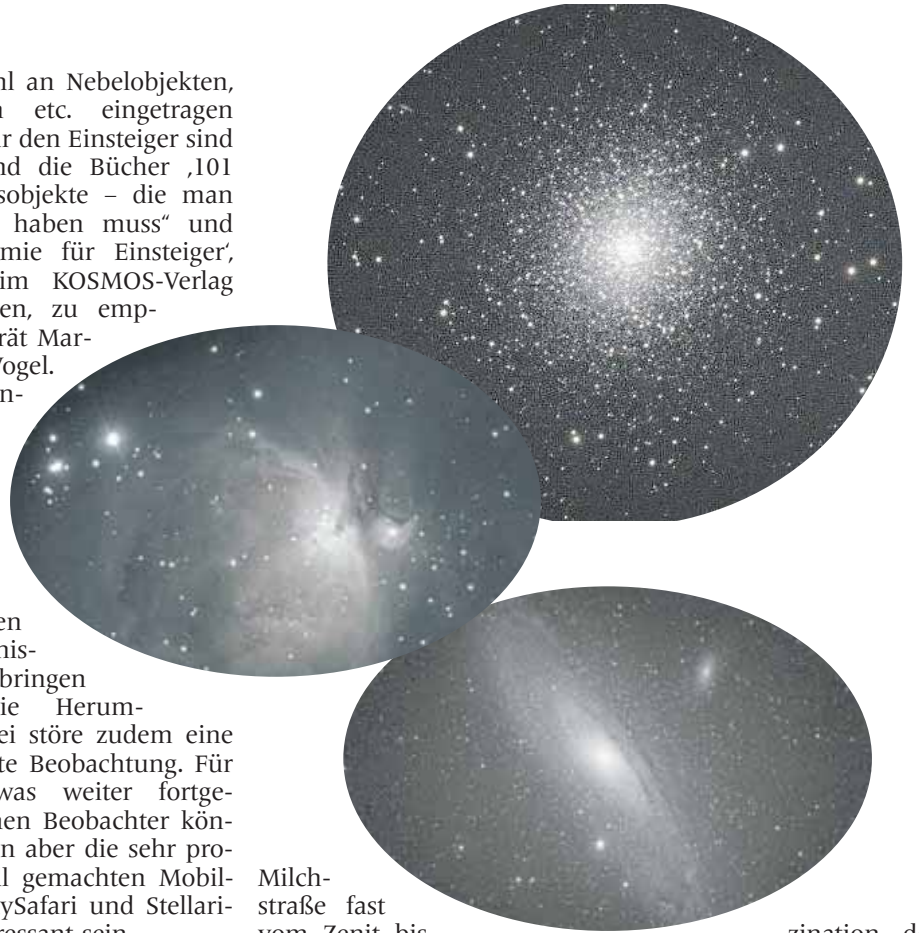 hl an Nebelobjekten,
etc. eingetragen
r den Einsteiger sind
nd die Bücher ‚101
sobjekte – die man
haben muss“ und
mie für Einsteiger‘,
im KOSMOS-Verlag
en, zu emp-
rät Mar-
Vogel.
n-
en
nis-
bringen
ie Herum-
ei störe zudem eine
te Beobachtung. Für
was weiter fortge-
nen Beobachter kön-
n aber die sehr pro-
l gemachten Mobil-
ySafari und Stellari-
ressant sein
Milch-
straße fast
vom Zenit bis
zination d